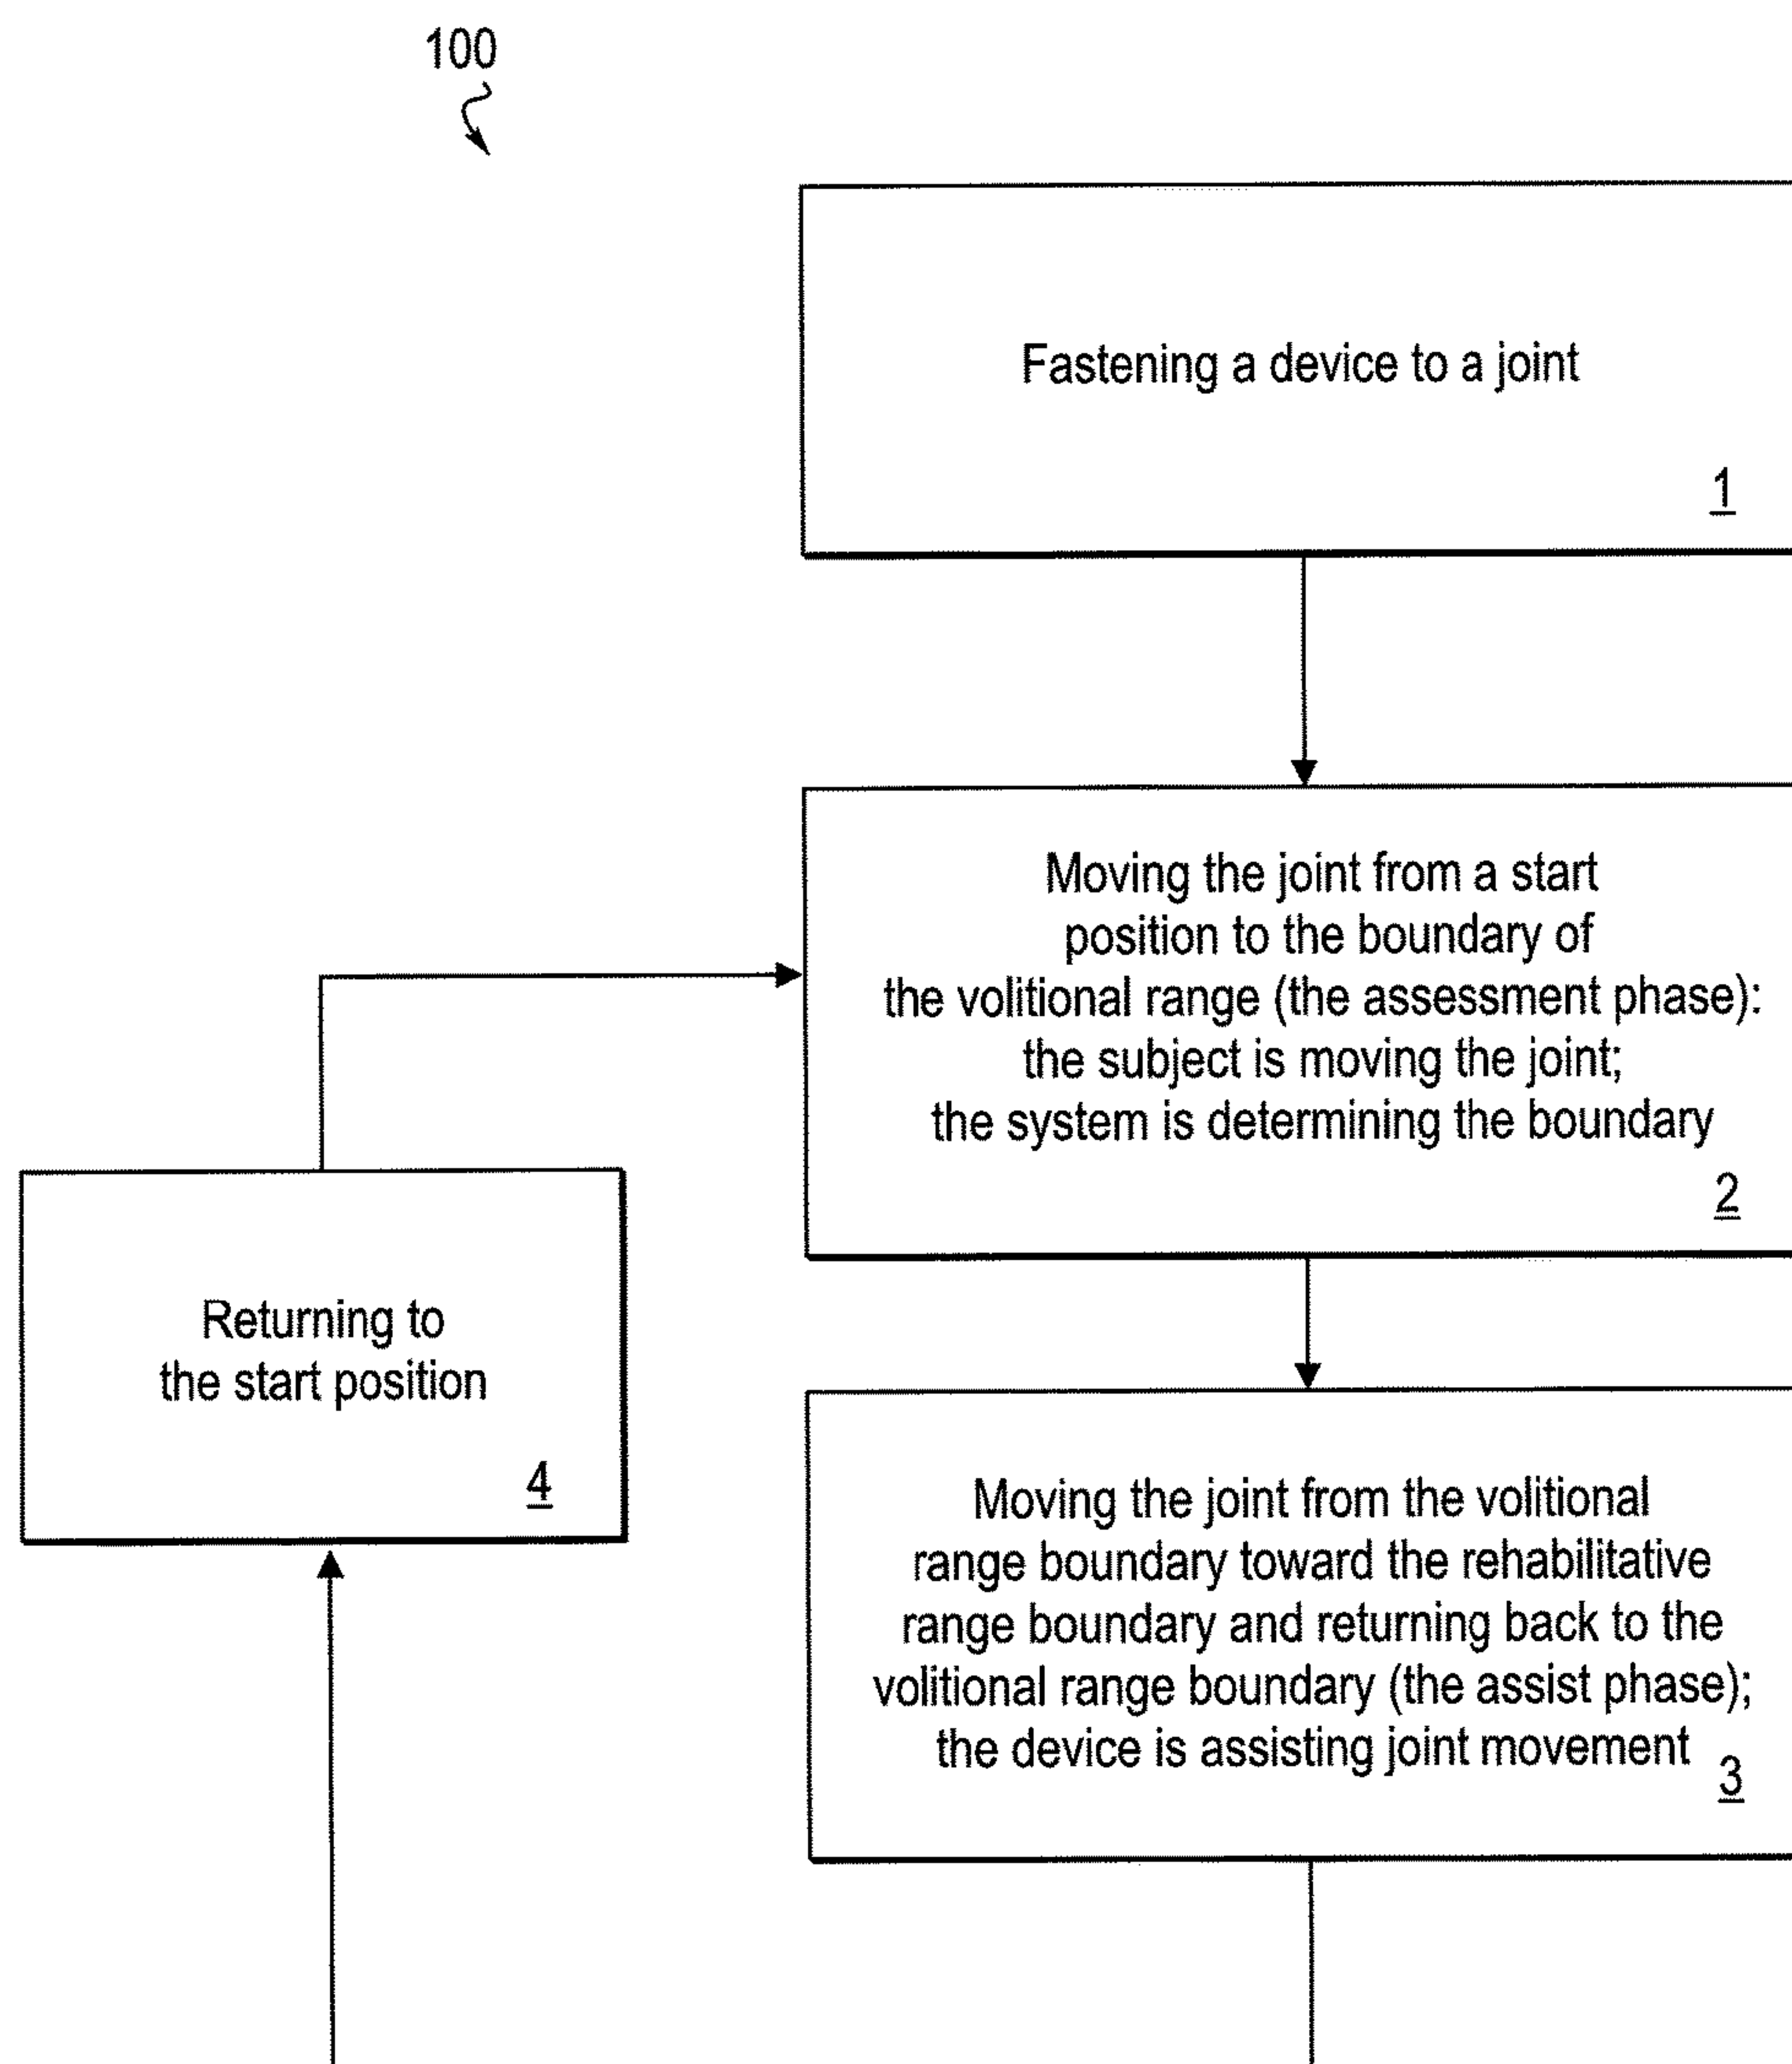 100
Fastening a device to a joint
1
Moving the joint from a start
position to the boundary of
the volitional range (the assessment phase):
the subject is moving the joint;
the system is determining the boundary
2
Returning to
the start position
4
Moving the joint from the volitional
range boundary toward the rehabilitative
range boundary and returning back to the
volitional range boundary (the assist phase);
the device is assisting joint movement
3